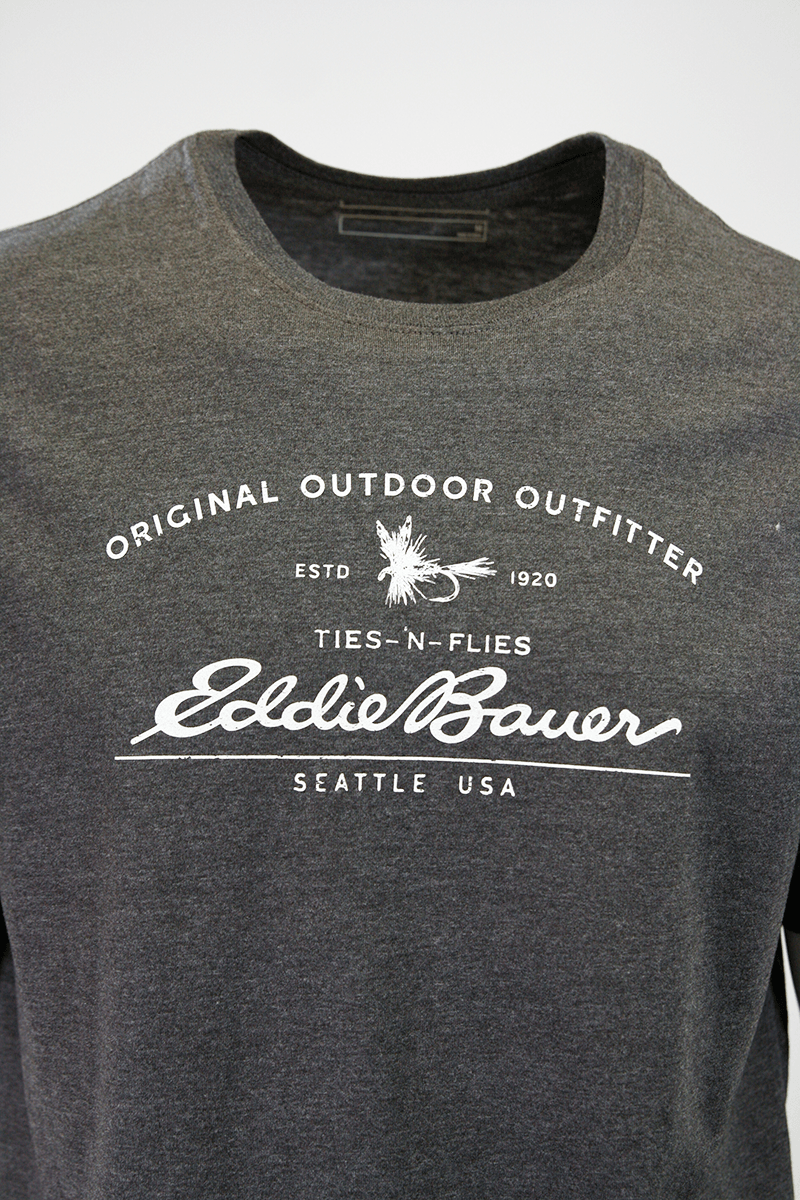 ORIGINAL OUTDOOR OUTFITTER
ESTD 1920
TIES-'N-FLIES
Eddie Bauer
SEATTLE USA